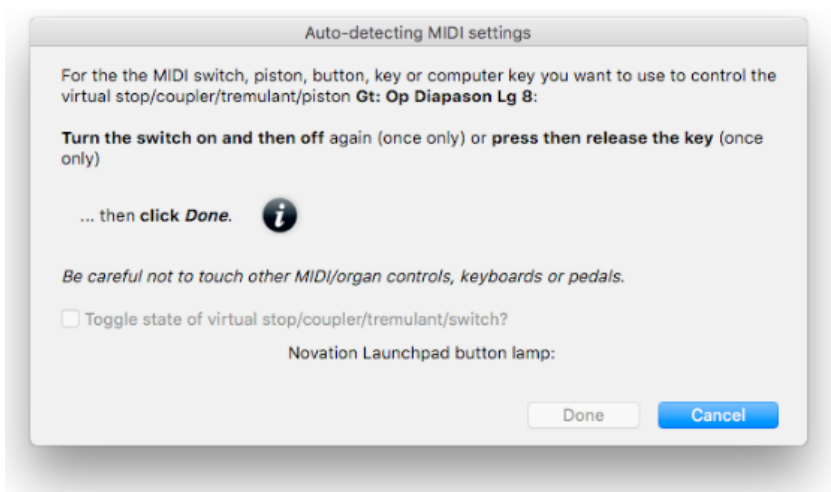 Auto-detecting MIDI settings
For the the MIDI switch, piston, button, key or computer key you want to use to control the
virtual stop/coupler/tremulant/piston Gt: Op Diapason Lg 8:
Turn the switch on and then off again (once only) or press then release the key (once
only)
... then click Done.
Be careful not to touch other MIDI/organ controls, keyboards or pedals.
Toggle state of virtual stop/coupler/tremulant/switch?
Novation Launchpad button lamp:
Done Cancel